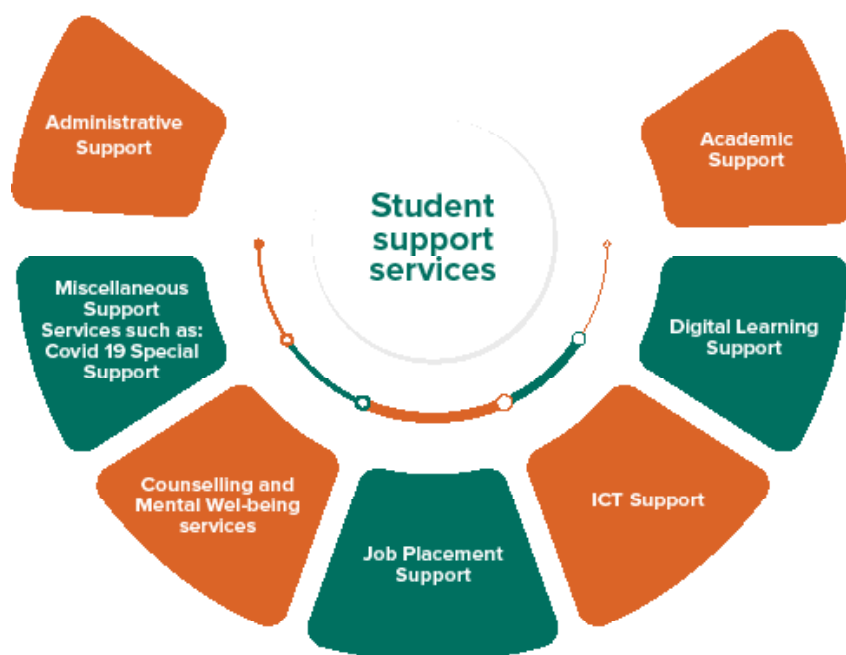 Student
support
services
Administrative
Support
Miscellaneous
Support
Services such as:
Covid 19 Special
Support
Counselling and
Mental Wel-being
services
Job Placement
Support
ICT Support
Digital Learning
Support
Academic
Support